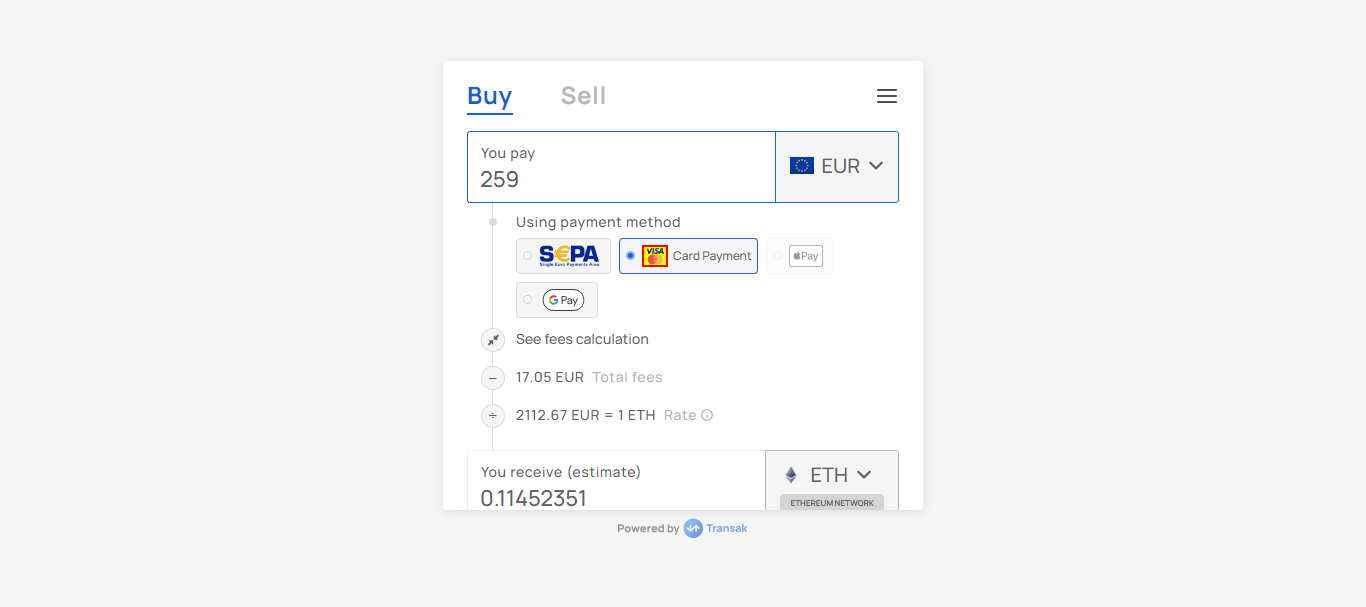 Buy Sell
You pay
259
EUR
Using payment method
S€PA
Single Euro Payments Area
VISA
Card Payment
Pay
G Pay
See fees calculation
17.05 EUR Total fees
2112.67 EUR = 1 ETH Rate
You receive (estimate)
0.11452351
ETH
ETHEREUM NETWORK
Powered by Transak